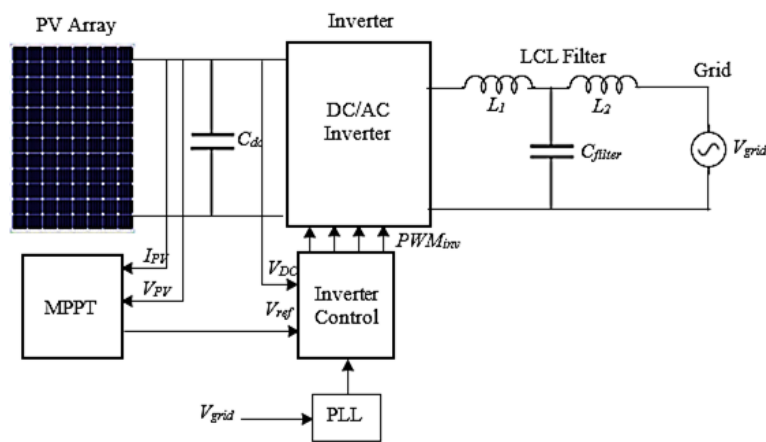 PV Array
Inverter
LCL Filter
Grid
DC/AC
Inverter
L1
L2
Cdc
Cfilter
Vgrid
PWMinv
IPV
VDC
VPV
MPPT
Vref
Inverter
Control
Vgrid
PLL